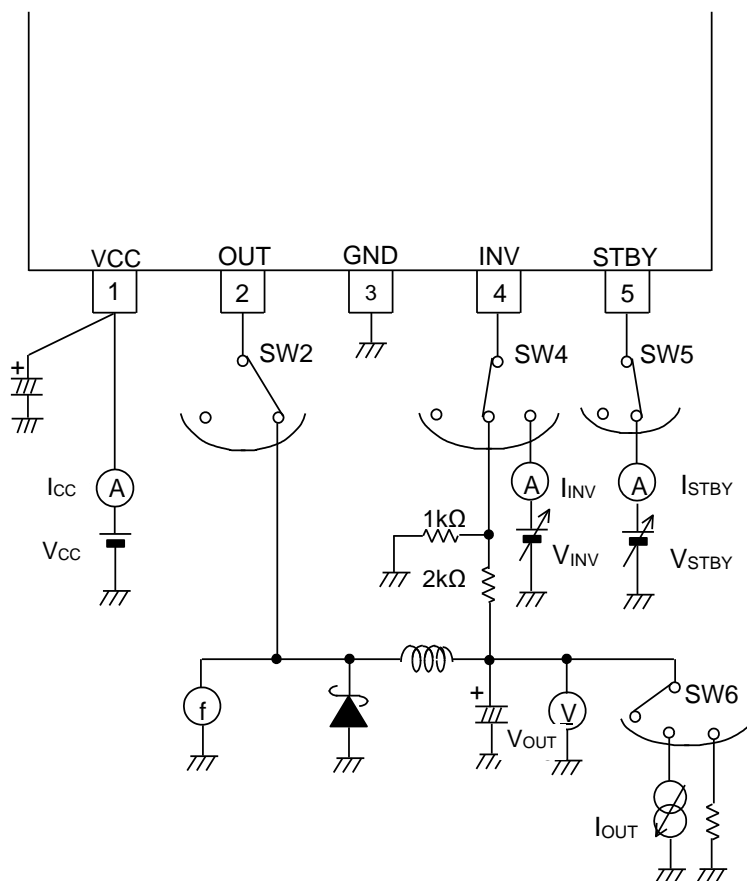 VCC OUT GND INV STBY
1 2 3 4 5
SW2 SW4 SW5
+
ICC A
A IINV
A ISTBY
VCC
1kΩ
VINV
VSTBY
2kΩ
f
+
VOUT
V
SW6
IOUT